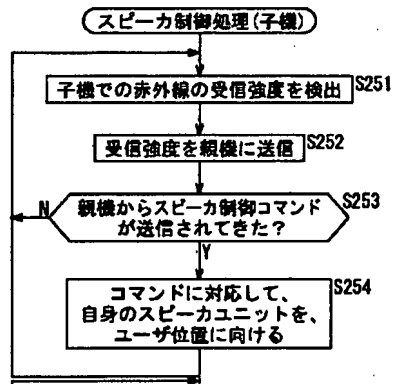 スピーカ制御処理(子機)
子機での赤外線の受信強度を検出
S251
受信強度を親機に送信
S252
親機からスピーカ制御コマンド
が送信されてきた?
S253
N
Y
コマンドに対応して、
自身のスピーカユニットを、
ユーザ位置に向ける
S254